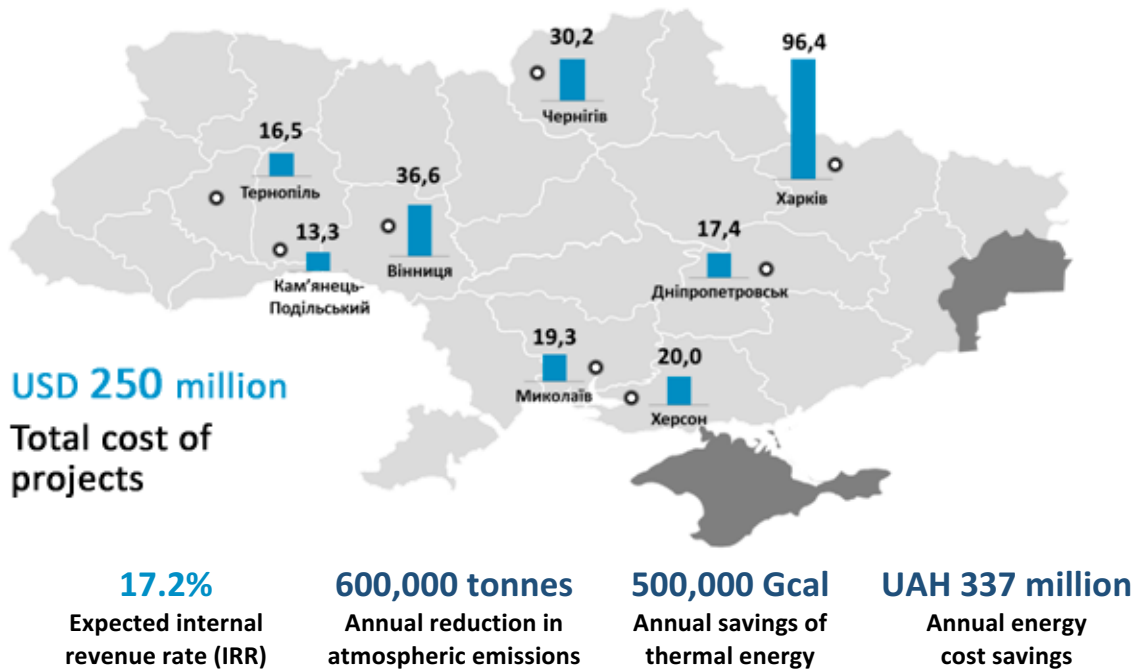 30,2
Чернігів
96,4
Харків
16,5
Тернопіль
36,6
Вінниця
13,3
Кам’янець-
Подільський
17,4
Дніпропетровськ
19,3
Миколаїв
20,0
Херсон
USD 250 million
Total cost of
projects
17.2%
Expected internal
revenue rate (IRR)
600,000 tonnes
Annual reduction in
atmospheric emissions
500,000 Gcal
Annual savings of
thermal energy
UAH 337 million
Annual energy
cost savings